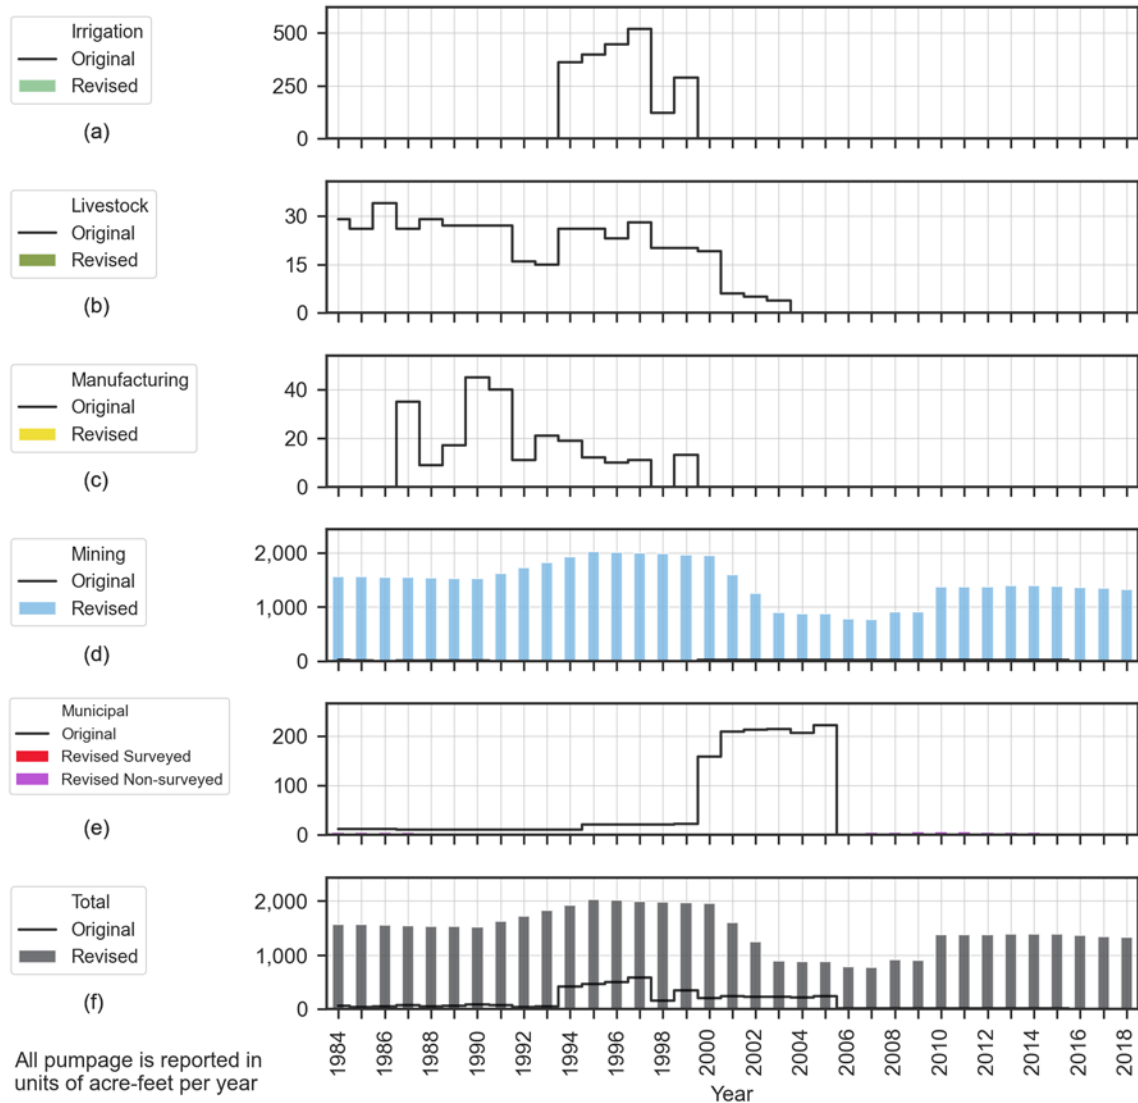 Irrigation
Original
Revised
(a)
500
250
0
Livestock
Original
Revised
(b)
30
15
0
Manufacturing
Original
Revised
(c)
40
20
0
Mining
Original
Revised
(d)
2,000
1,000
0
Municipal
Original
Revised Surveyed
Revised Non-surveyed
(e)
200
100
0
Total
Original
Revised
(f)
2,000
1,000
0
1984
1986
1988
1990
1992
1994
1996
1998
2000
2002
2004
2006
2008
2010
2012
2014
2016
2018
Year
All pumpage is reported in
units of acre-feet per year